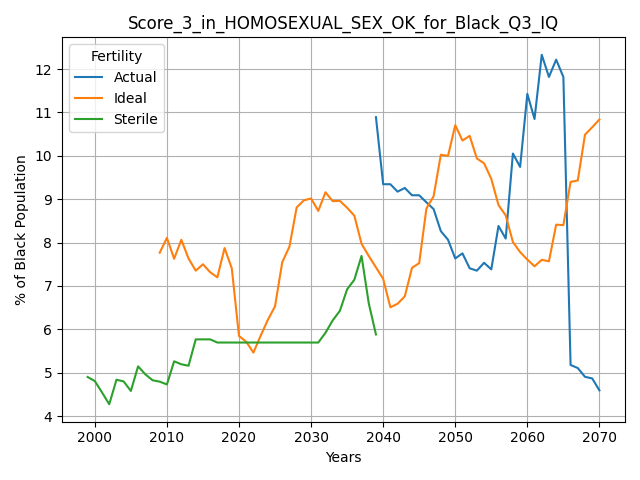 Score_3_in_HOMOSEXUAL_SEX_OK_for_Black_Q3_IQ
Fertility
Actual
Ideal
Sterile
% of Black Population
12
11
10
9
8
7
6
5
4
2000 2010 2020 2030 2040 2050 2060 2070
Years